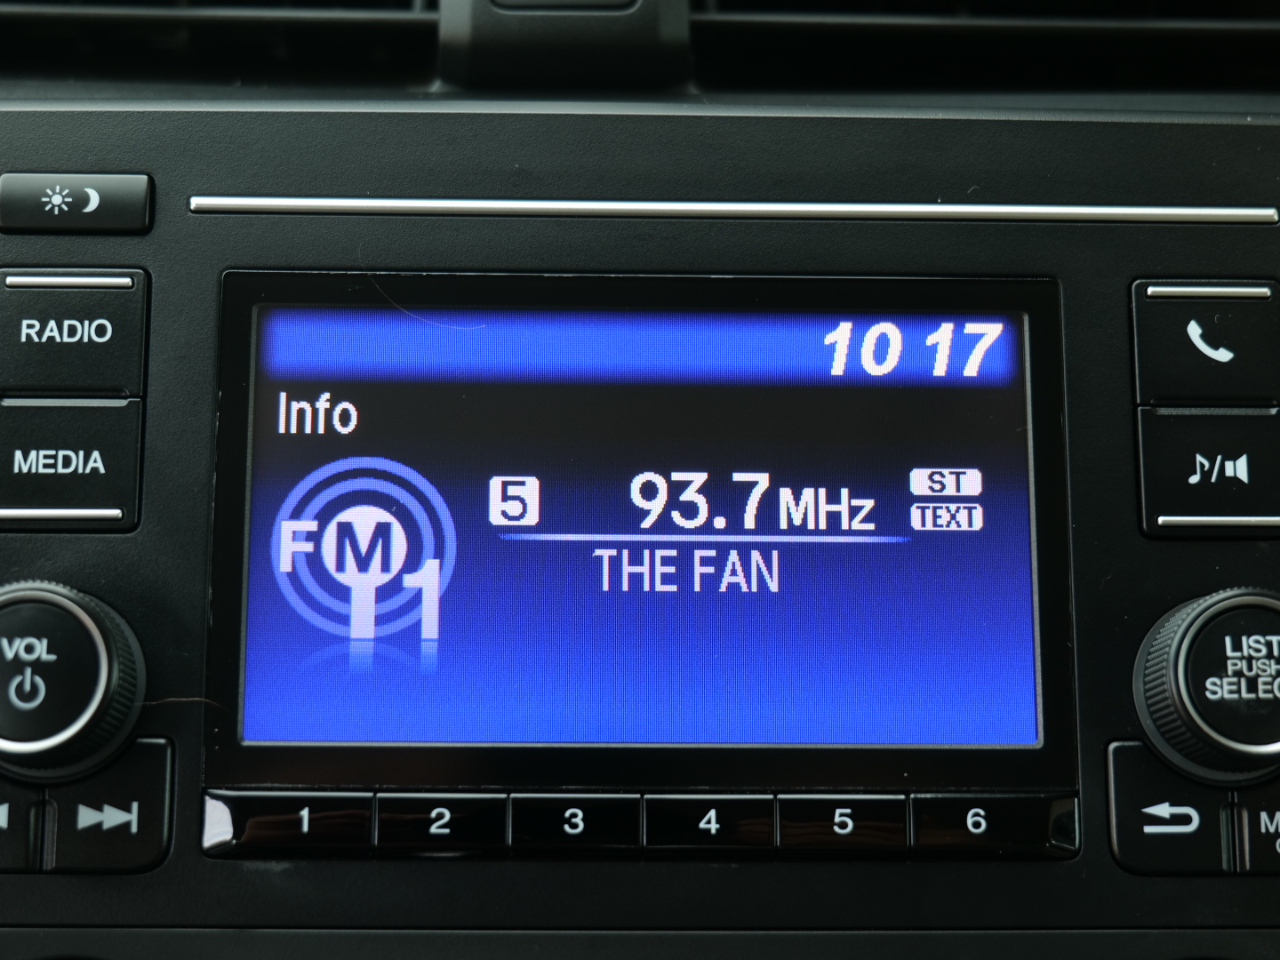 10 17
RADIO
Info
MEDIA
5 93.7MHz ST
TEXT
FM1
THE FAN
VOL
LIST
PUSH
1 2 3 4 5 6